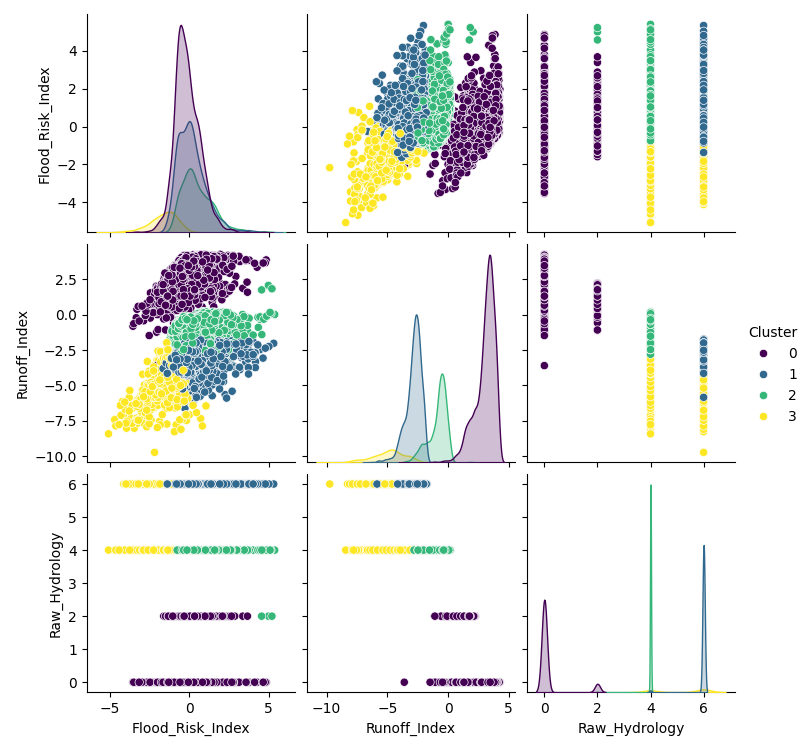 Flood_Risk_Index
4
2
0
−2
−4
Runoff_Index
2.5
0.0
−2.5
−5.0
−7.5
−10.0
Cluster
0
1
2
3
Raw_Hydrology
6
5
4
3
2
1
0
−5 0 5
−10 −5 0 5
0 2 4 6
Flood_Risk_Index
Runoff_Index
Raw_Hydrology